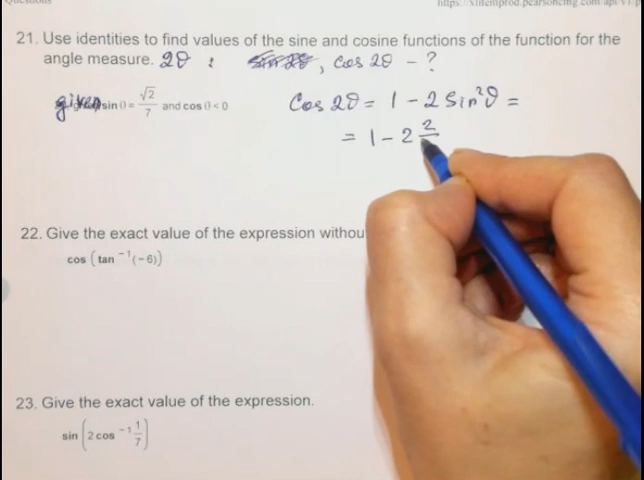 21. Use identities to find values of the sine and cosine functions of the function for the
angle measure. 2θ : , cos 2θ - ?
given sin θ = √2/7 and cos θ < 0
Cos 2θ = 1 - 2 Sin²θ =
= 1 - 2 2
22. Give the exact value of the expression withou
cos (tan ⁻¹(-6))
23. Give the exact value of the expression.
sin (2 cos ⁻¹ 1/7)